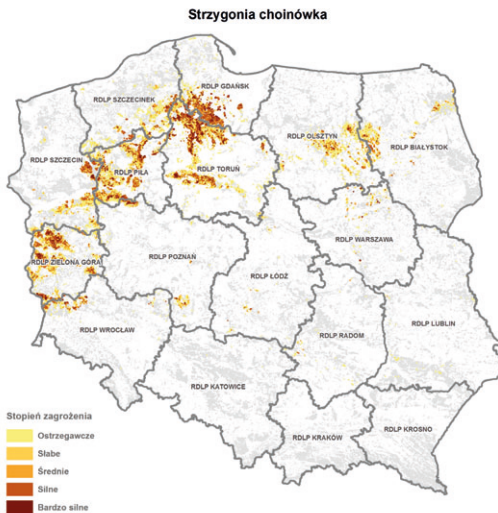 Strzygonia choinówka
RDLP GDAŃSK
RDLP SZCZECINEK
RDLP OLSZTYN
RDLP BIAŁYSTOK
RDLP SZCZECIN
RDLP PIŁA
RDLP TORUŃ
RDLP WARSZAWA
RDLP POZNAŃ
RDLP ZIELONA GÓRA
RDLP ŁÓDŹ
RDLP WROCŁAW
RDLP RADOM
RDLP LUBLIN
RDLP KATOWICE
RDLP KRAKÓW
RDLP KROSNO
Stopień zagrożenia
Ostrzegawcze
Słabe
Średnie
Silne
Bardzo silne